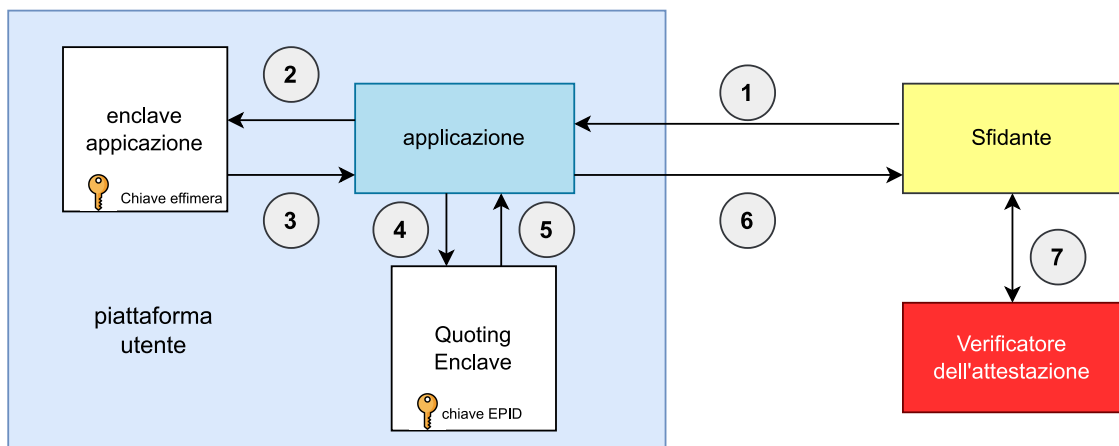 2
1
enclave
appicazione
Chiave effimera
applicazione
Sfidante
3
4
5
6
7
piattaforma
utente
Quoting
Enclave
chiave EPID
Verificatore
dell'attestazione